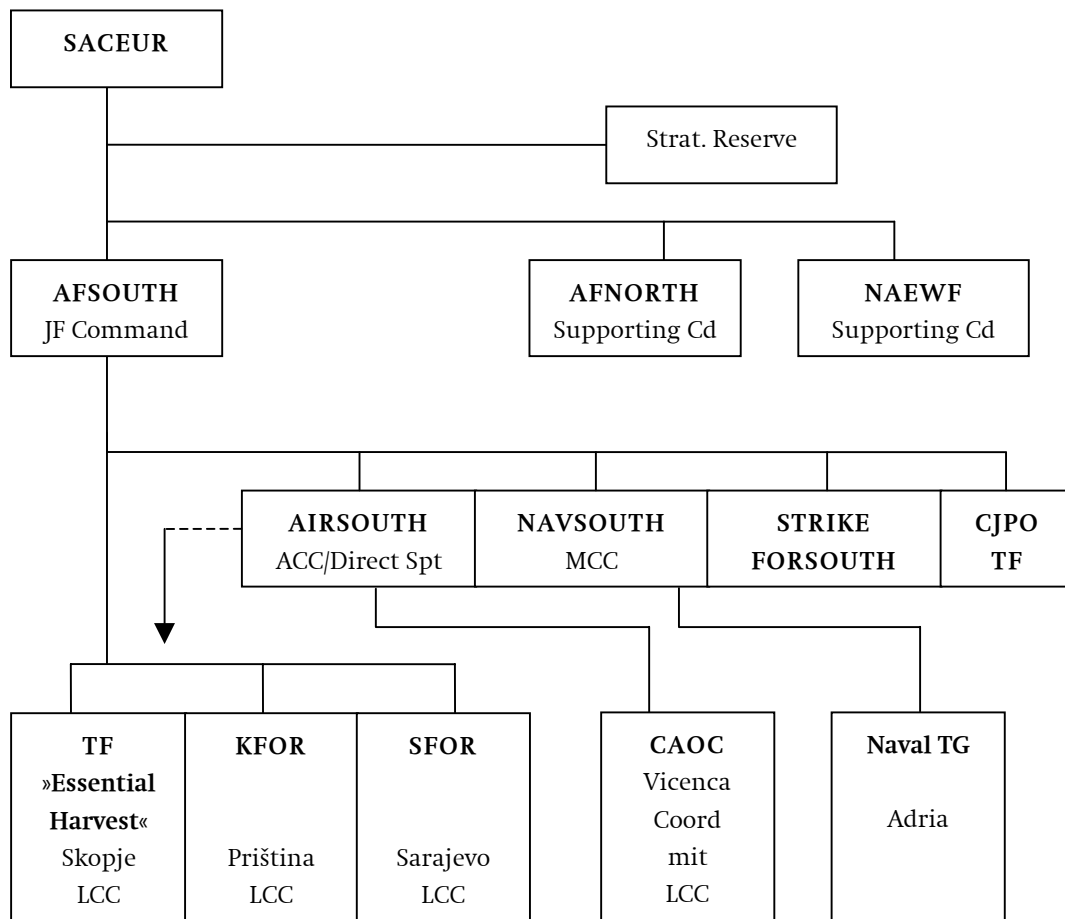 SACEUR
Strat. Reserve
AFSOUTH
JF Command
AFNORTH
Supporting Cd
NAEWF
Supporting Cd
AIRSOUTH
ACC/Direct Spt
NAVSOUTH
MCC
STRIKE
FORSOUTH
CJPO
TF
TF
»Essential
Harvest«
Skopje
LCC
KFOR
Priština
LCC
SFOR
Sarajevo
LCC
CAOC
Vicenca
Coord
mit
LCC
Naval TG
Adria